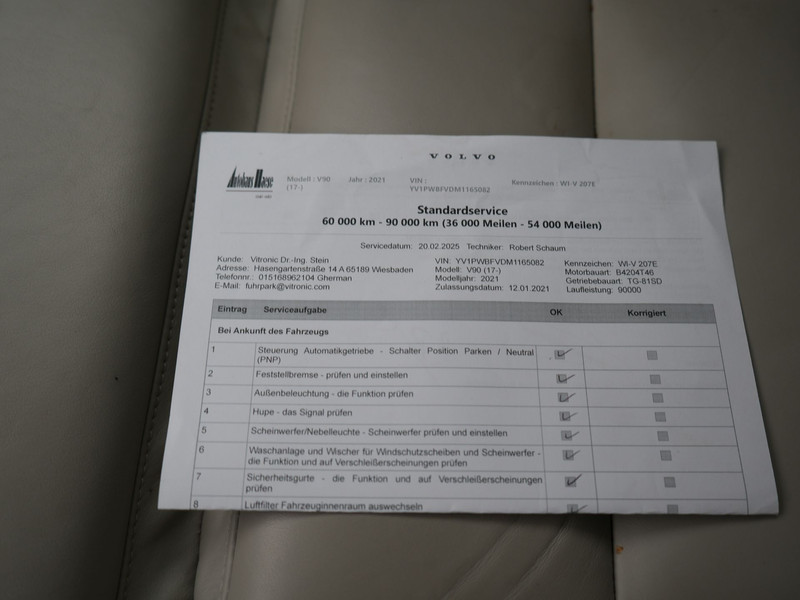 VOLVO
Autohaus Haese
Modell : V90 (17-)
Jahr : 2021
VIN : YV1PWBFVDM1165082
Kennzeichen : WI-V 207E
Standardservice
60 000 km - 90 000 km (36 000 Meilen - 54 000 Meilen)
Servicedatum: 20.02.2025 Techniker: Robert Schaum
Kunde: Vitronic Dr.-Ing. Stein
Adresse: Hasengartenstraße 14 A 65189 Wiesbaden
Telefonnr.: 015168962104 Gherman
E-Mail: fuhrpark@vitronic.com
VIN: YV1PWBFVDM1165082
Modell: V90 (17-)
Modelljahr: 2021
Zulassungsdatum: 12.01.2021
Kennzeichen: WI-V 207E
Motorbauart: B4204T46
Getriebebauart: TG-81SD
Laufleistung: 90000
Eintrag Serviceaufgabe OK Korrigiert
Bei Ankunft des Fahrzeugs
1 Steuerung Automatikgetriebe - Schalter Position Parken / Neutral
(PNP)
2 Feststellbremse - prüfen und einstellen
3 Außenbeleuchtung - die Funktion prüfen
4 Hupe - das Signal prüfen
5 Scheinwerfer/Nebelleuchte - Scheinwerfer prüfen und einstellen
6 Waschanlage und Wischer für Windschutzscheiben und Scheinwerfer -
die Funktion und auf Verschleißerscheinungen prüfen
7 Sicherheitsgurte - die Funktion und auf Verschleißerscheinungen
prüfen
8 Luftfilter Fahrzeuginnenraum auswechseln